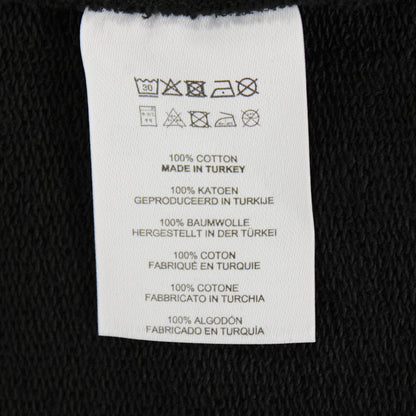 30
100% COTTON
MADE IN TURKEY
100% KATOEN
GEPRODUCEERD IN TURKIJE
100% BAUMWOLLE
HERGESTELLT IN DER TÜRKEI
100% COTON
FABRIQUÉ EN TURQUIE
100% COTONE
FABBRICATO IN TURCHIA
100% ALGODÓN
FABRICADO EN TURQUÍA